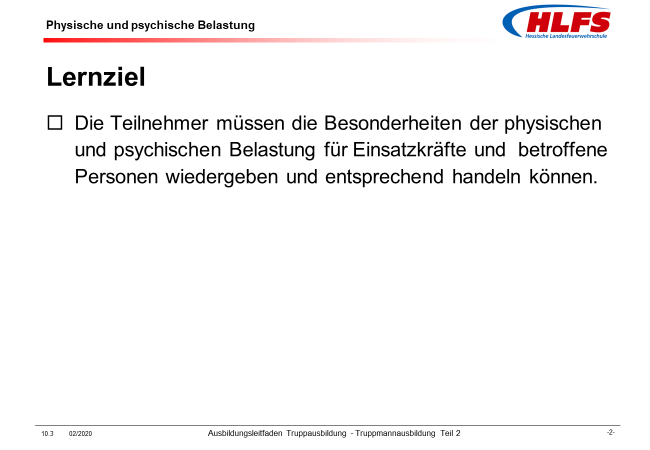 Physische und psychische Belastung
HLFS
Hessische Landesfeuerwehrschule
Lernziel
Die Teilnehmer müssen die Besonderheiten der physischen
und psychischen Belastung für Einsatzkräfte und betroffene
Personen wiedergeben und entsprechend handeln können.
10.3 02/2020 Ausbildungsleitfaden Truppausbildung - Truppmannausbildung Teil 2 -2-